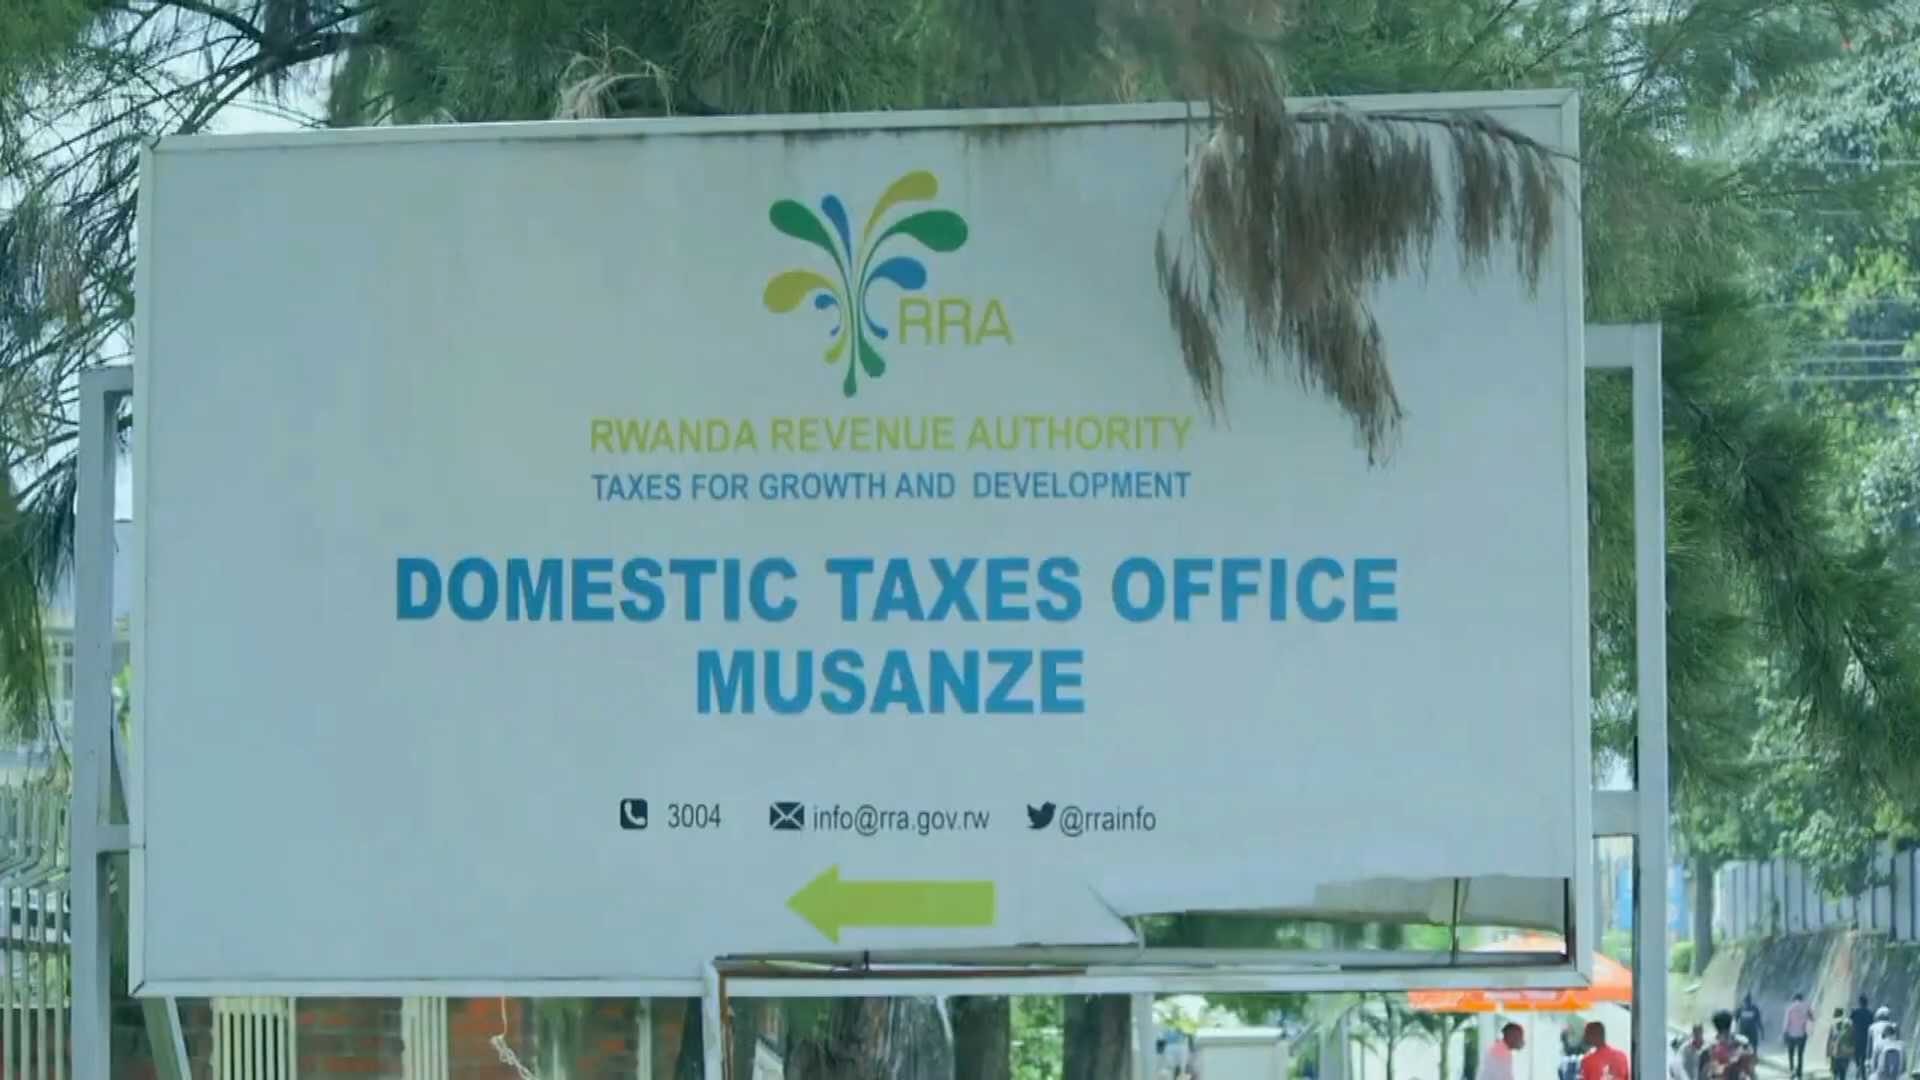 RRA
RWANDA REVENUE AUTHORITY
TAXES FOR GROWTH AND DEVELOPMENT
DOMESTIC TAXES OFFICE
MUSANZE
3004 info@rra.gov.rw @rrainfo